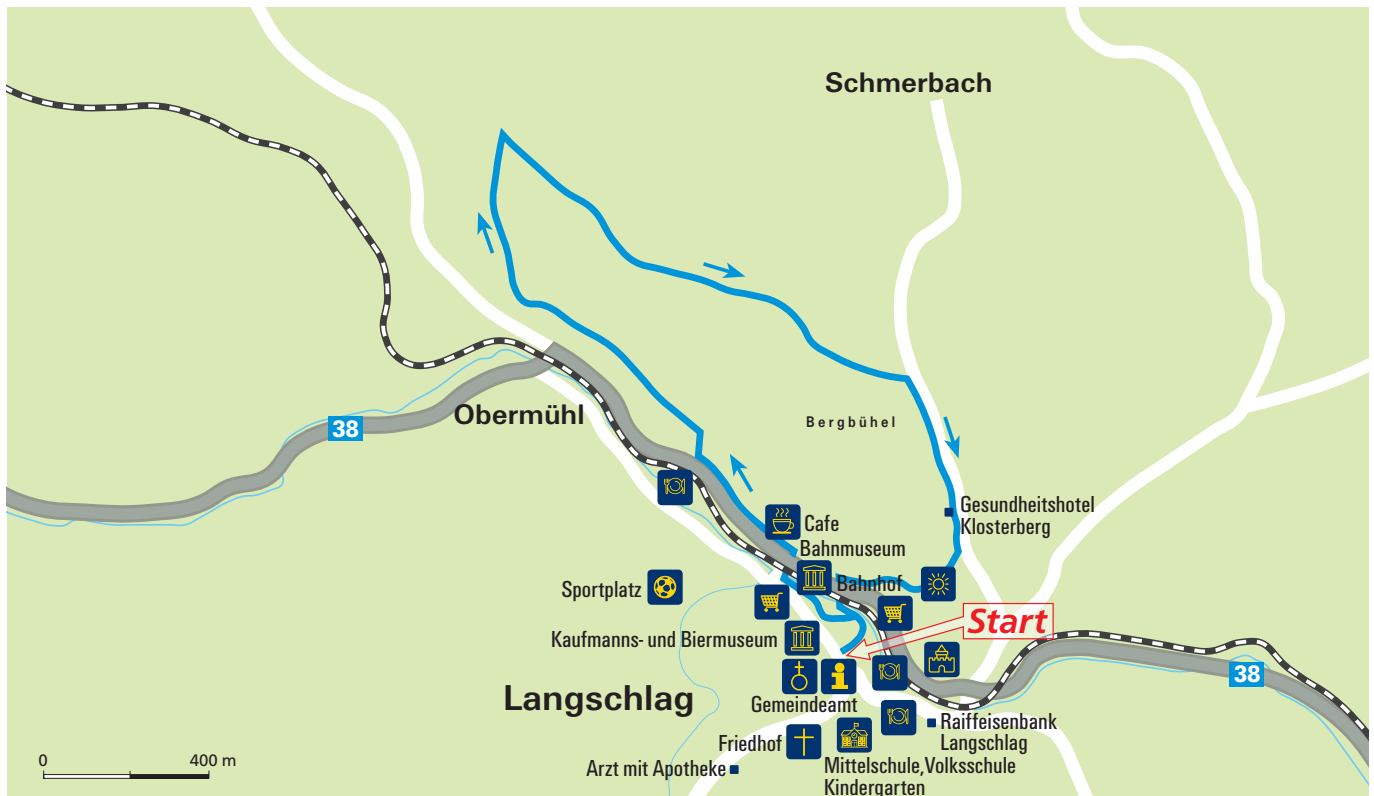 Schmerbach
Obermühl
38
Bergbühel
Gesundheitshotel
Klosterberg
Cafe
Bahnmuseum
Bahnhof
Sportplatz
Start
Kaufmanns- und Biermuseum
38
Langschlag
Gemeindeamt
Raiffeisenbank
Langschlag
Friedhof
Arzt mit Apotheke
Mittelschule,Volksschule
Kindergarten
0 400 m